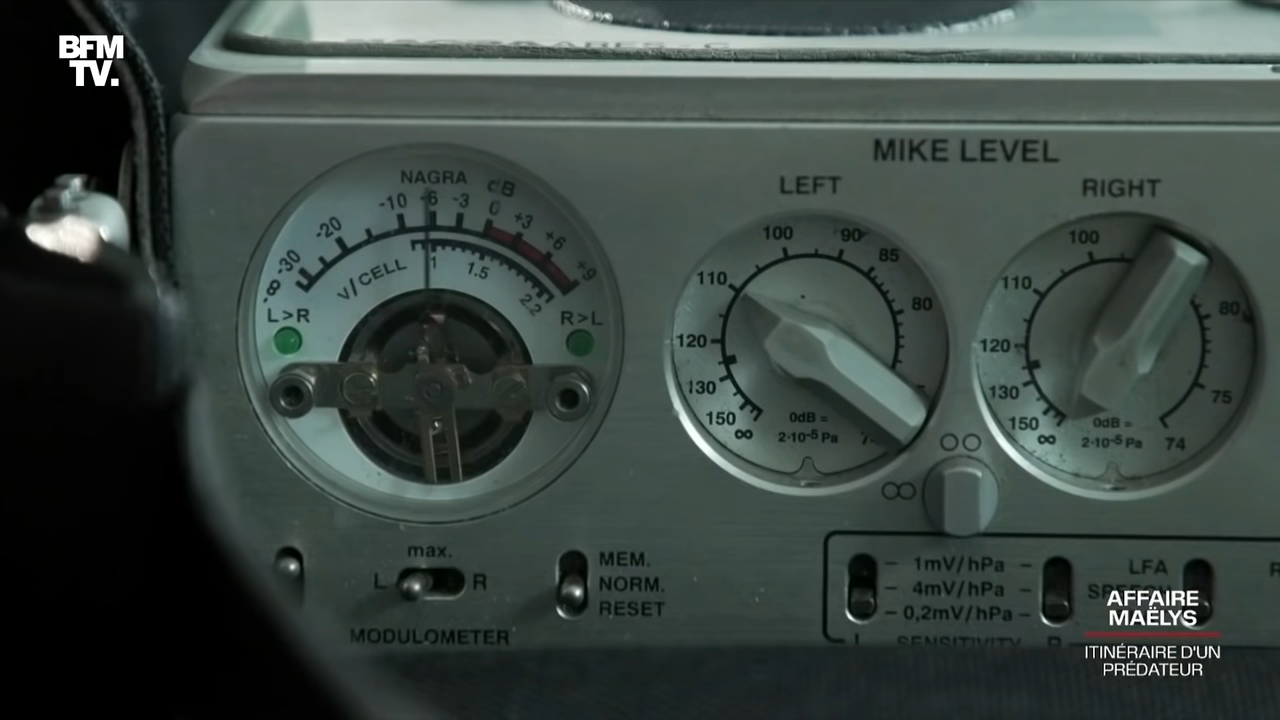 BFM
TV.
MIKE LEVEL
NAGRA dB
LEFT
RIGHT
-∞ -30 -20 -10 -6 -3 0 +3 +6 +9
V/CELL 1 1.5 2.2
L>R
R>L
100 90 85
110 80
120
130
150
∞
0dB =
2·10-5 Pa
100
110 80
120
130 75
150
∞ 74
0dB =
2·10-5 Pa
max.
L R
MODULOMETER
MEM.
NORM.
RESET
1mV/hPa
4mV/hPa
0,2mV/hPa
L SENSITIVITY R
LFA
AFFAIRE
MAËLYS
ITINÉRAIRE D'UN
PRÉDATEUR